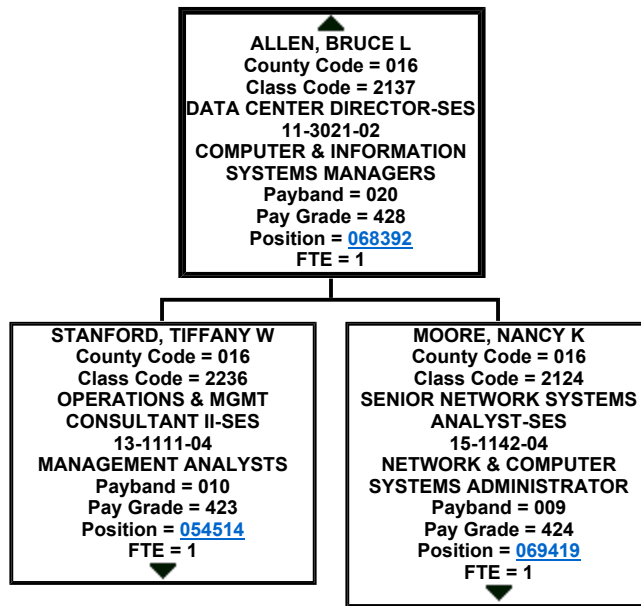 ALLEN, BRUCE L
County Code = 016
Class Code = 2137
DATA CENTER DIRECTOR-SES
11-3021-02
COMPUTER & INFORMATION
SYSTEMS MANAGERS
Payband = 020
Pay Grade = 428
Position = 068392
FTE = 1
STANFORD, TIFFANY W
County Code = 016
Class Code = 2236
OPERATIONS & MGMT
CONSULTANT II-SES
13-1111-04
MANAGEMENT ANALYSTS
Payband = 010
Pay Grade = 423
Position = 054514
FTE = 1
MOORE, NANCY K
County Code = 016
Class Code = 2124
SENIOR NETWORK SYSTEMS
ANALYST-SES
15-1142-04
NETWORK & COMPUTER
SYSTEMS ADMINISTRATOR
Payband = 009
Pay Grade = 424
Position = 069419
FTE = 1